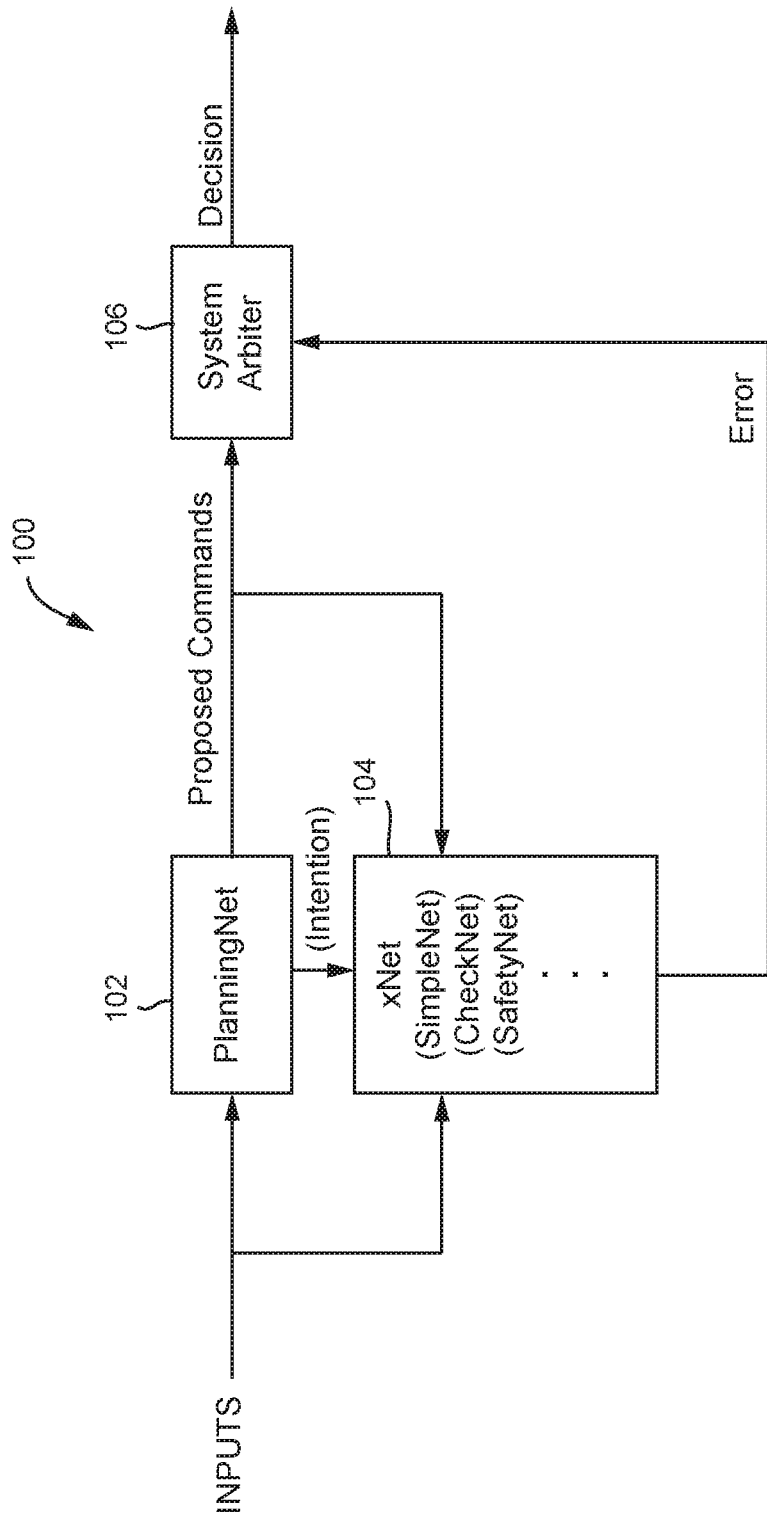 100
INPUTS
102
PlanningNet
(Intention)
104
xNet
(SimpleNet)
(CheckNet)
(SafetyNet)
. . .
Proposed Commands
106
System
Arbiter
Decision
Error